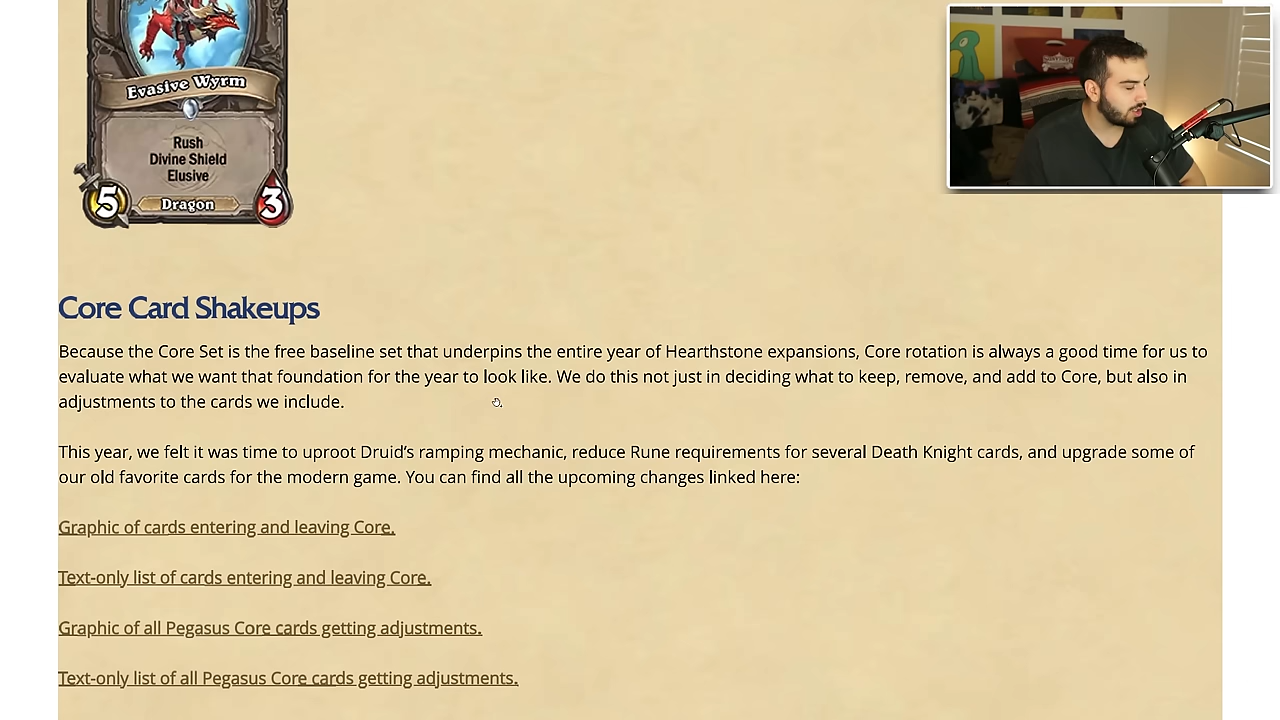 Evasive Wyrm
Rush
Divine Shield
Elusive
5
Dragon
3
Core Card Shakeups
Because the Core Set is the free baseline set that underpins the entire year of Hearthstone expansions, Core rotation is always a good time for us to
evaluate what we want that foundation for the year to look like. We do this not just in deciding what to keep, remove, and add to Core, but also in
adjustments to the cards we include.
This year, we felt it was time to uproot Druid’s ramping mechanic, reduce Rune requirements for several Death Knight cards, and upgrade some of
our old favorite cards for the modern game. You can find all the upcoming changes linked here:
Graphic of cards entering and leaving Core.
Text-only list of cards entering and leaving Core.
Graphic of all Pegasus Core cards getting adjustments.
Text-only list of all Pegasus Core cards getting adjustments.